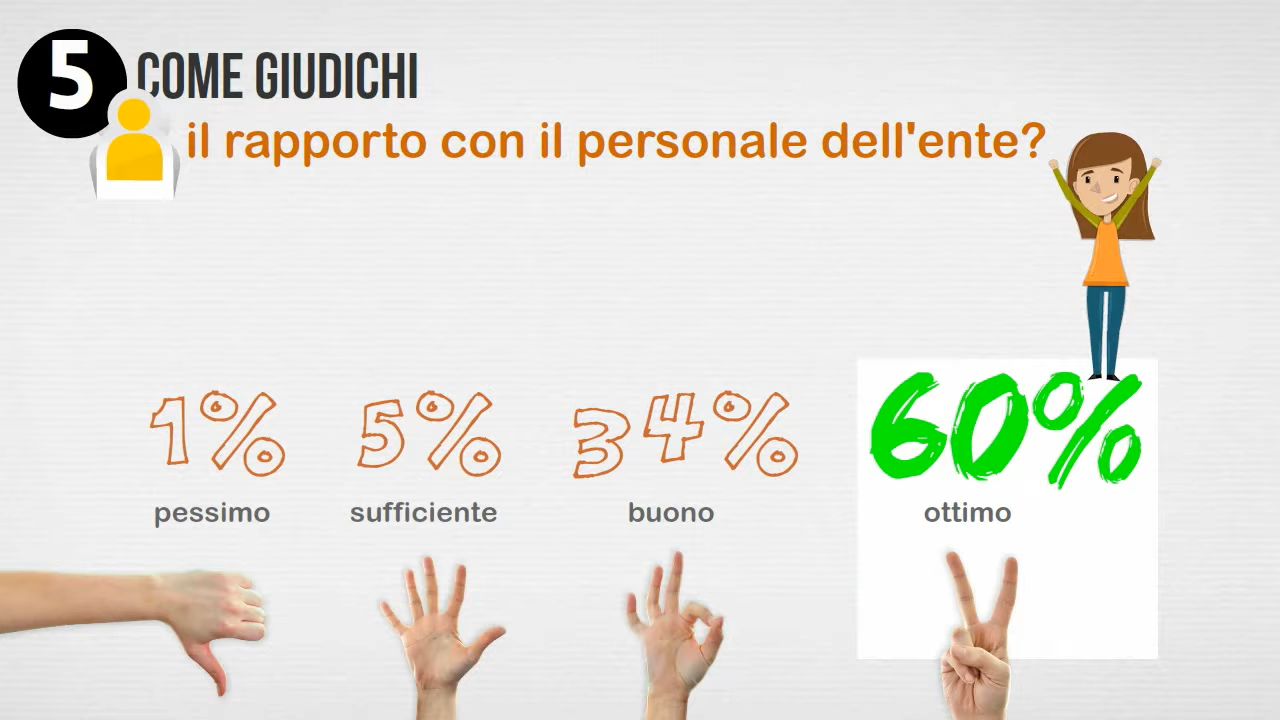 5 COME GIUDICHI
il rapporto con il personale dell'ente?
1% 5% 34% 60%
pessimo sufficiente buono ottimo